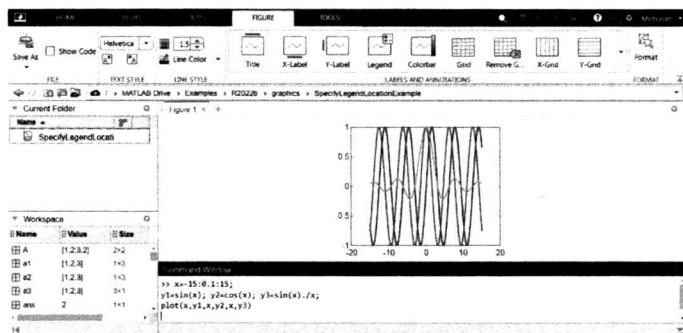 HOME PLOTS APPS FIGURE TOOLS
Save As
Show Code
Helvetica
1.5
Line Color
Title X-Label Y-Label Legend Colorbar Grid Remove G... X-Grid Y-Grid
Format
FILE TEXT STYLE LINE STYLE LABELS AND ANNOTATIONS FORMAT
/ MATLAB Drive Examples R2022b graphics SpecifyLegendLocationExample
Current Folder
Name
SpecifyLegendLocati
Figure 1
1
0.5
0
-0.5
-1
-20 -10 0 10 20
Workspace
Name Value Size
A [1,2;3,2] 2×2
a1 [1,2,3] 1×3
a2 [1,2,3] 1×3
a3 [1;2;3] 3×1
ans 2 1×1
Command Window
>> x=-15:0.1:15;
y1=sin(x); y2=cos(x); y3=sin(x)./x;
plot(x,y1,x,y2,x,y3)